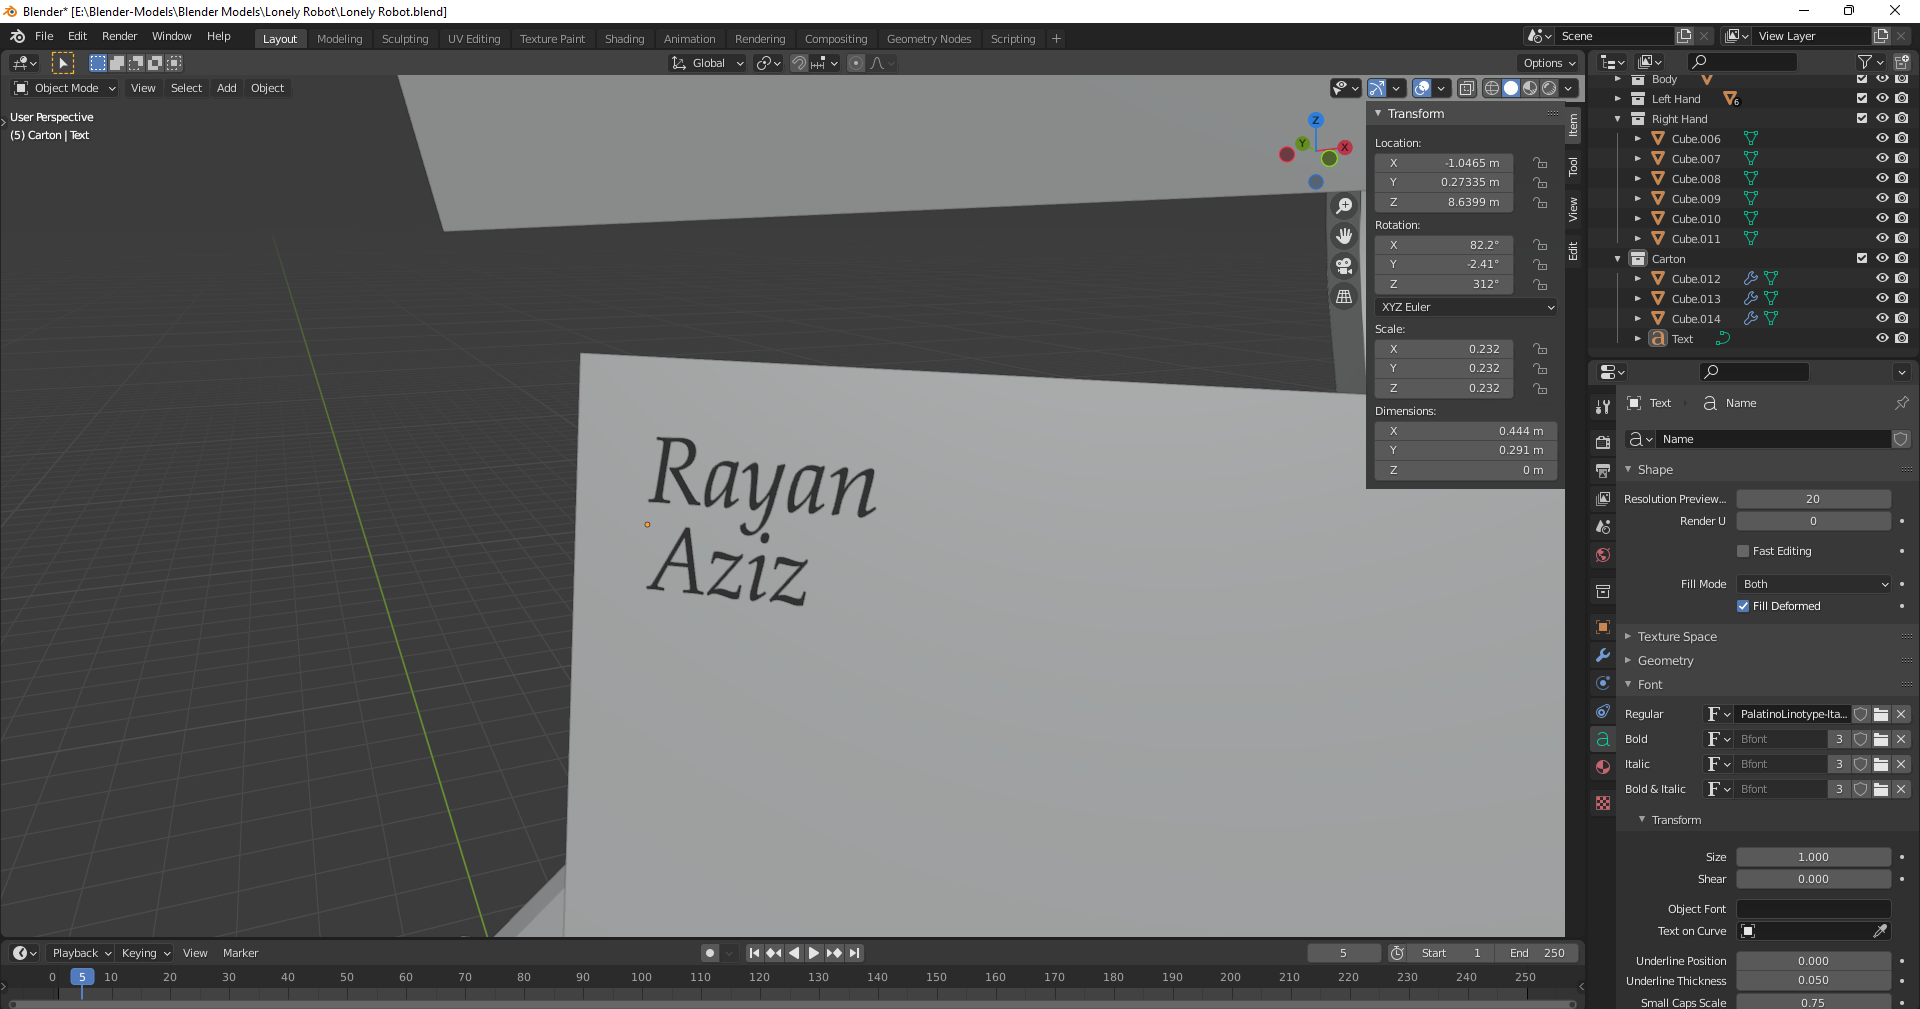 Blender* [E:\Blender-Models\Blender Models\Lonely Robot\Lonely Robot.blend]
File Edit Render Window Help Layout Modeling Sculpting UV Editing Texture Paint Shading Animation Rendering Compositing Geometry Nodes Scripting + Scene View Layer
Global Options
Object Mode View Select Add Object
User Perspective
(5) Carton | Text
Z
Y
X
Transform
Location:
X -1.0465 m
Y 0.27335 m
Z 8.6399 m
Rotation:
X 82.2°
Y -2.41°
Z 312°
XYZ Euler
Scale:
X 0.232
Y 0.232
Z 0.232
Dimensions:
X 0.444 m
Y 0.291 m
Z 0 m
Item
Tool
View
Edit
Rayan
Aziz
Body
Left Hand 6
Right Hand
Cube.006
Cube.007
Cube.008
Cube.009
Cube.010
Cube.011
Carton
Cube.012
Cube.013
Cube.014
Text
Text Name
Name
Shape
Resolution Preview... 20
Render U 0
Fast Editing
Fill Mode Both
Fill Deformed
Texture Space
Geometry
Font
Regular F PalatinoLinotype-Ita...
Bold F Bfont 3
Italic F Bfont 3
Bold & Italic F Bfont 3
Transform
Size 1.000
Shear 0.000
Object Font
Text on Curve
Underline Position 0.000
Underline Thickness 0.050
Small Caps Scale 0.75
Playback Keying View Marker 5 Start 1 End 250
0 5 10 20 30 40 50 60 70 80 90 100 110 120 130 140 150 160 170 180 190 200 210 220 230 240 250